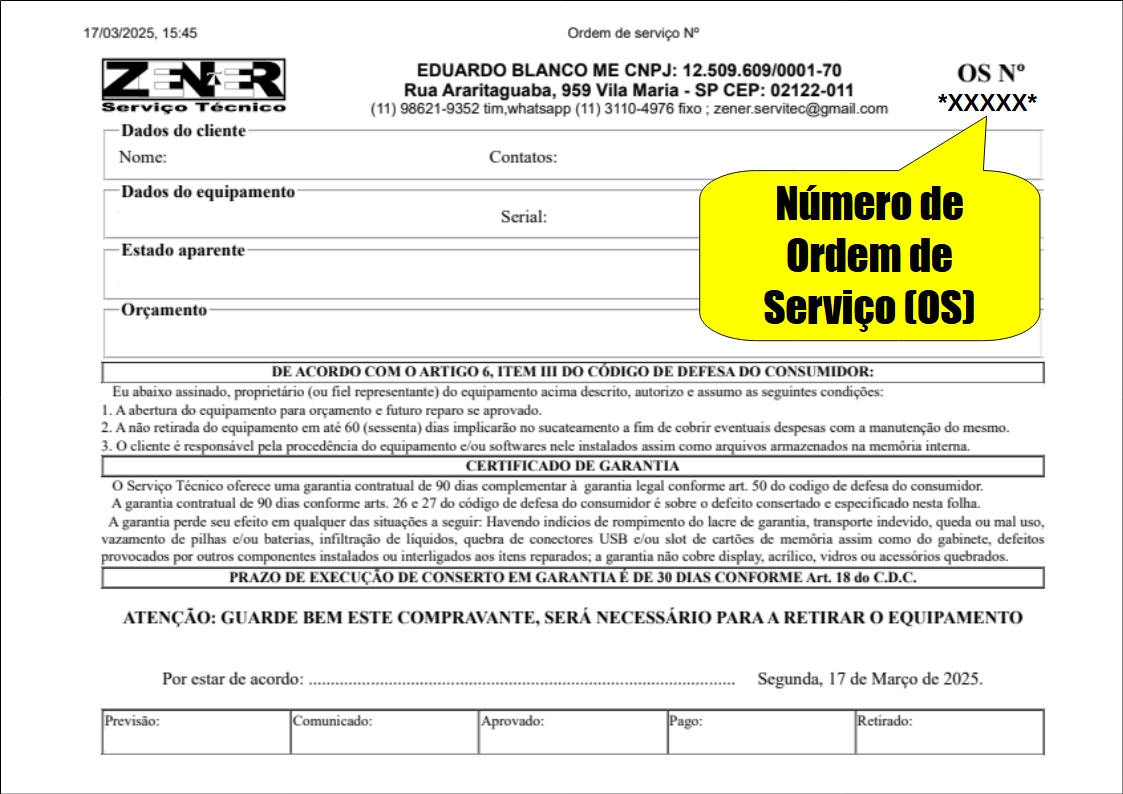 17/03/2025, 15:45
Ordem de serviço Nº
ZENER
Serviço Técnico
EDUARDO BLANCO ME CNPJ: 12.509.609/0001-70
Rua Araritaguaba, 959 Vila Maria - SP CEP: 02122-011
(11) 98621-9352 tim,whatsapp (11) 3110-4976 fixo ; zener.servitec@gmail.com
OS Nº
*XXXXX*
Dados do cliente
Nome:
Contatos:
Dados do equipamento
Serial:
Estado aparente
Orçamento
Número de
Ordem de
Serviço (OS)
DE ACORDO COM O ARTIGO 6, ITEM III DO CÓDIGO DE DEFESA DO CONSUMIDOR:
Eu abaixo assinado, proprietário (ou fiel representante) do equipamento acima descrito, autorizo e assumo as seguintes condições:
1. A abertura do equipamento para orçamento e futuro reparo se aprovado.
2. A não retirada do equipamento em até 60 (sessenta) dias implicarão no sucateamento a fim de cobrir eventuais despesas com a manutenção do mesmo.
3. O cliente é responsável pela procedência do equipamento e/ou softwares nele instalados assim como arquivos armazenados na memória interna.
CERTIFICADO DE GARANTIA
O Serviço Técnico oferece uma garantia contratual de 90 dias complementar à garantia legal conforme art. 50 do codigo de defesa do consumidor.
A garantia contratual de 90 dias conforme arts. 26 e 27 do código de defesa do consumidor é sobre o defeito consertado e especificado nesta folha.
A garantia perde seu efeito em qualquer das situações a seguir: Havendo indícios de rompimento do lacre de garantia, transporte indevido, queda ou mal uso,
vazamento de pilhas e/ou baterias, infiltração de líquidos, quebra de conectores USB e/ou slot de cartões de memória assim como do gabinete, defeitos
provocados por outros componentes instalados ou interligados aos ítens reparados; a garantia não cobre display, acrílico, vidros ou acessórios quebrados.
PRAZO DE EXECUÇÃO DE CONSERTO EM GARANTIA É DE 30 DIAS CONFORME Art. 18 do C.D.C.
ATENÇÃO: GUARDE BEM ESTE COMPRAVANTE, SERÁ NECESSÁRIO PARA A RETIRAR O EQUIPAMENTO
Por estar de acordo: ..........................................................................................
Segunda, 17 de Março de 2025.
Previsão:
Comunicado:
Aprovado:
Pago:
Retirado: